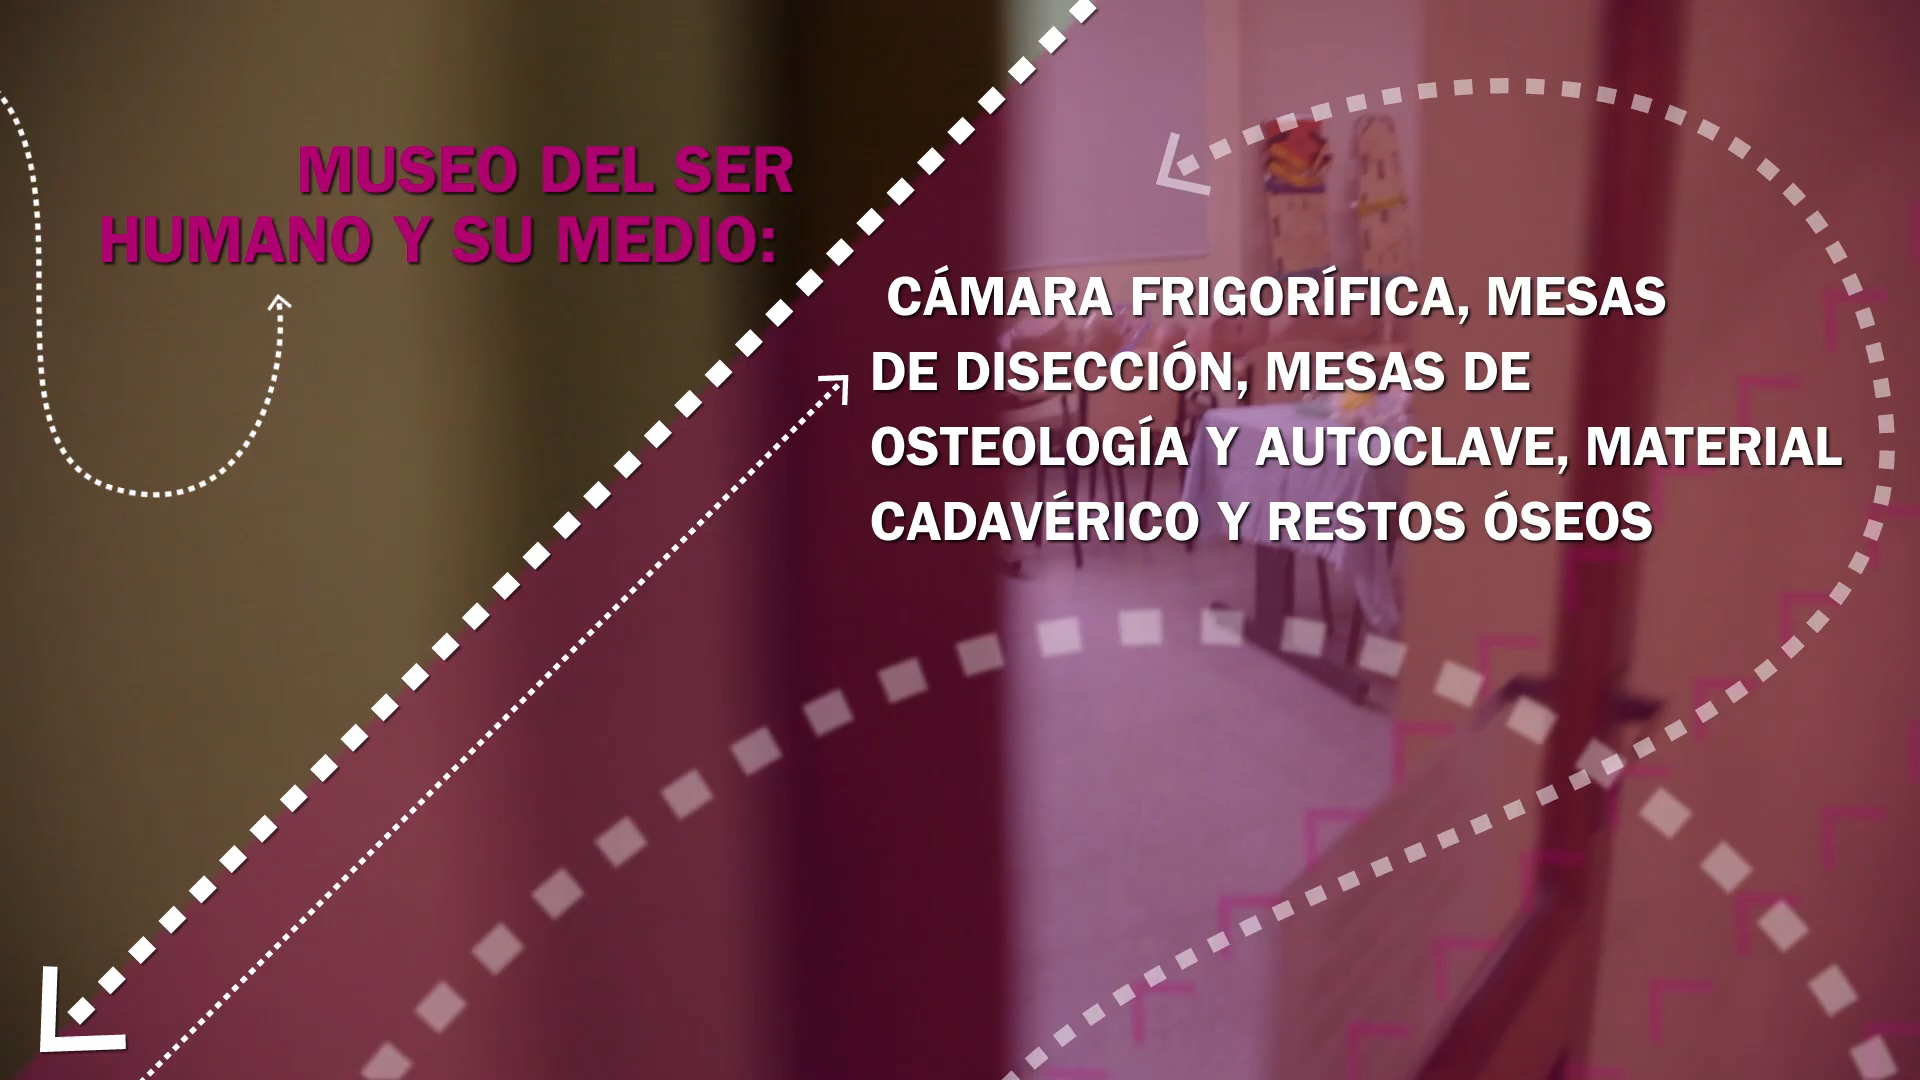 MUSEO DEL SER
HUMANO Y SU MEDIO:
CÁMARA FRIGORÍFICA, MESAS
DE DISECCIÓN, MESAS DE
OSTEOLOGÍA Y AUTOCLAVE, MATERIAL
CADAVÉRICO Y RESTOS ÓSEOS